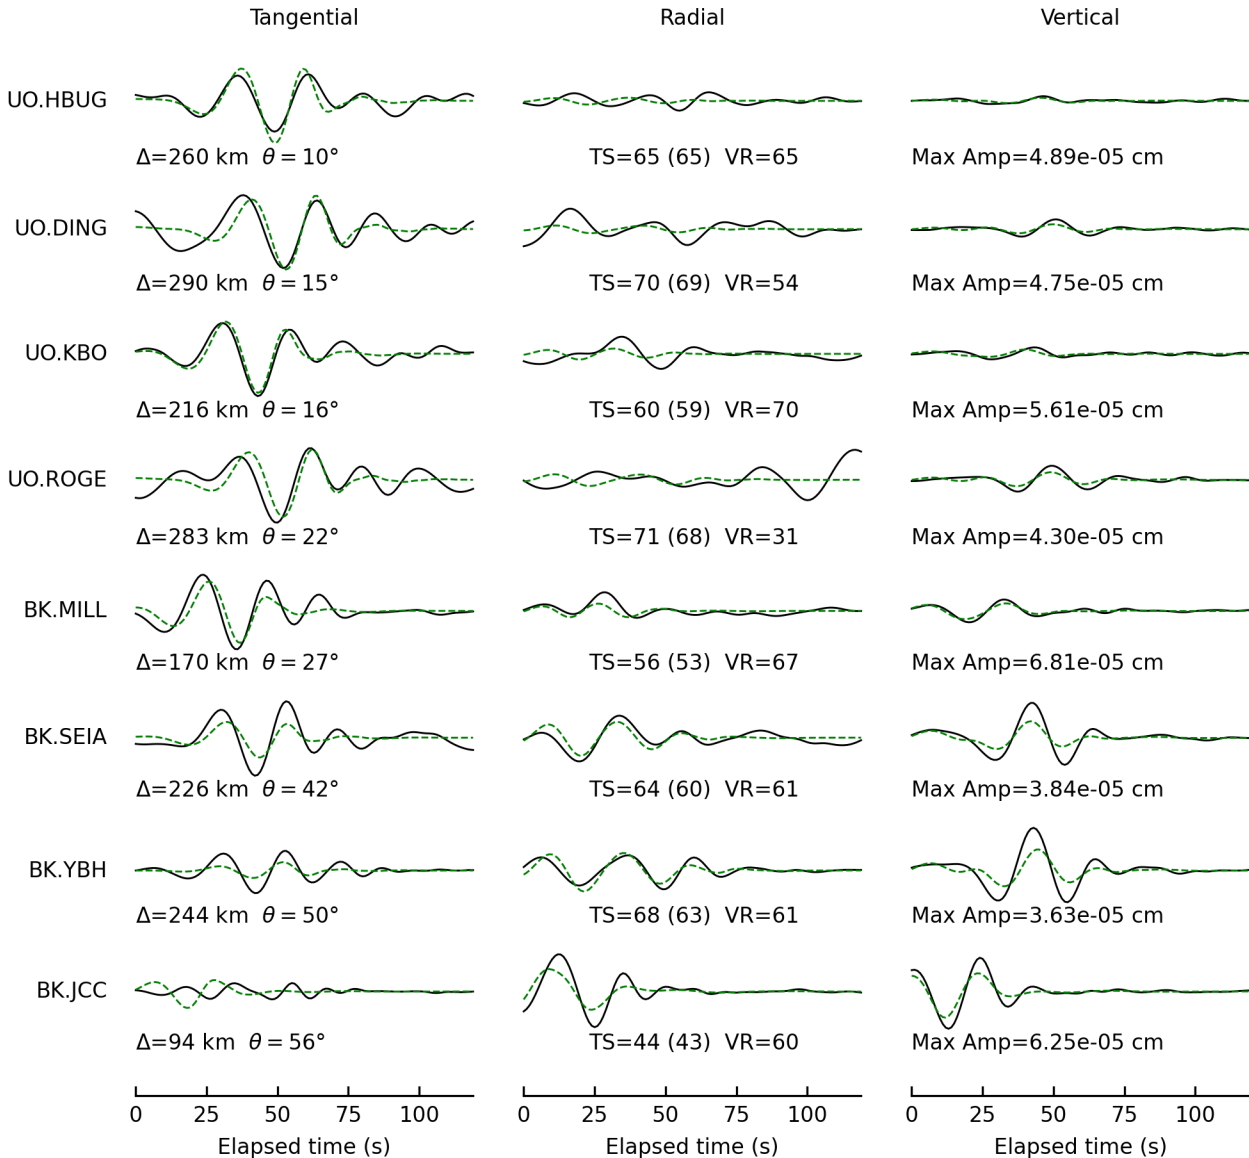 Tangential Radial Vertical
UO.HBUG
Δ=260 km θ = 10° TS=65 (65) VR=65 Max Amp=4.89e-05 cm
UO.DING
Δ=290 km θ = 15° TS=70 (69) VR=54 Max Amp=4.75e-05 cm
UO.KBO
Δ=216 km θ = 16° TS=60 (59) VR=70 Max Amp=5.61e-05 cm
UO.ROGE
Δ=283 km θ = 22° TS=71 (68) VR=31 Max Amp=4.30e-05 cm
BK.MILL
Δ=170 km θ = 27° TS=56 (53) VR=67 Max Amp=6.81e-05 cm
BK.SEIA
Δ=226 km θ = 42° TS=64 (60) VR=61 Max Amp=3.84e-05 cm
BK.YBH
Δ=244 km θ = 50° TS=68 (63) VR=61 Max Amp=3.63e-05 cm
BK.JCC
Δ=94 km θ = 56° TS=44 (43) VR=60 Max Amp=6.25e-05 cm
0 25 50 75 100 0 25 50 75 100 0 25 50 75 100
Elapsed time (s) Elapsed time (s) Elapsed time (s)